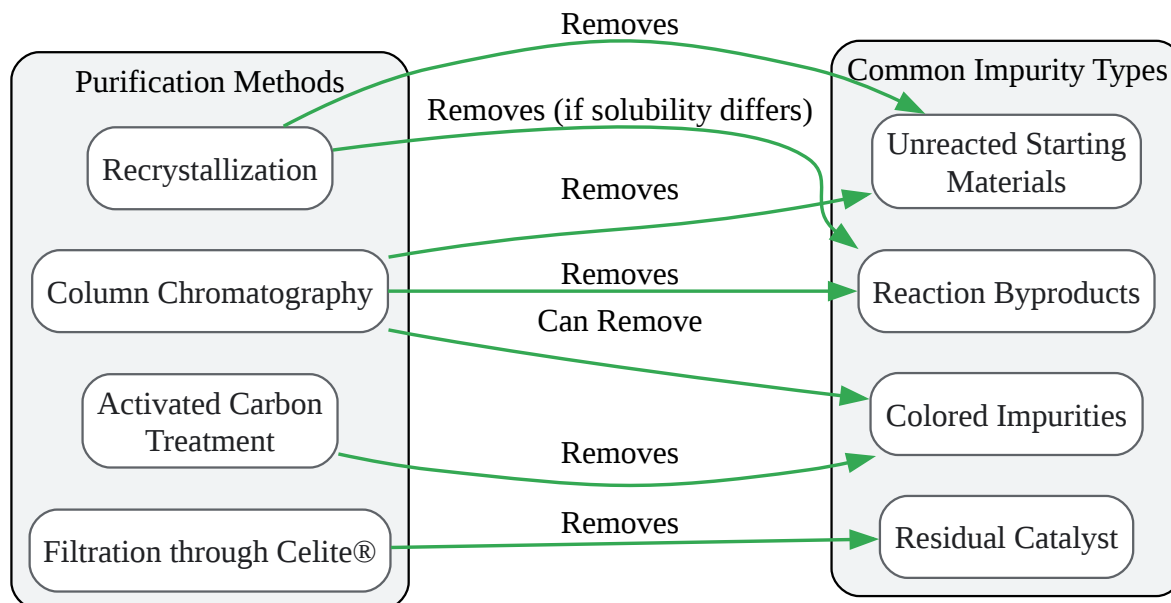 Removes
Purification Methods
Common Impurity Types
Removes (if solubility differs)
Recrystallization
Unreacted Starting
Materials
Removes
Column Chromatography
Removes
Reaction Byproducts
Can Remove
Activated Carbon
Treatment
Colored Impurities
Removes
Filtration through Celite®
Removes
Residual Catalyst